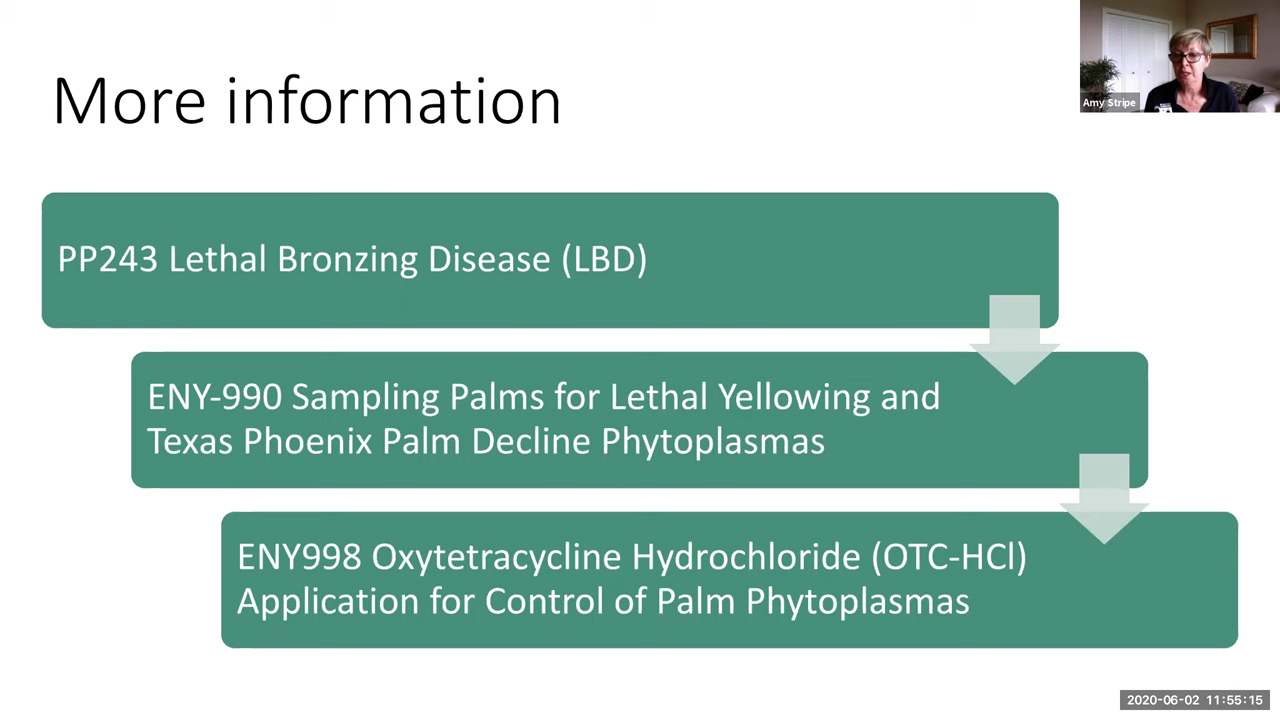 More information
Amy Stripe
PP243 Lethal Bronzing Disease (LBD)
ENY-990 Sampling Palms for Lethal Yellowing and
Texas Phoenix Palm Decline Phytoplasmas
ENY998 Oxytetracycline Hydrochloride (OTC-HCl)
Application for Control of Palm Phytoplasmas
2020-06-02 11:55:15